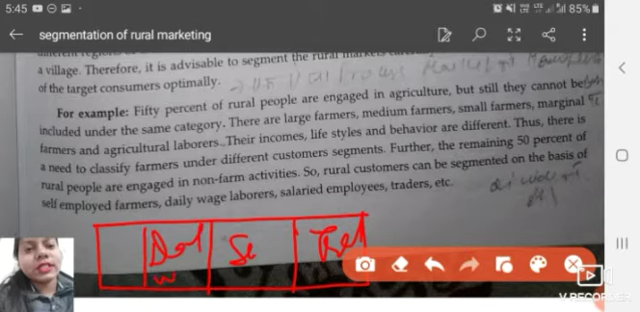 5:45
85%
segmentation of rural marketing
a village. Therefore, it is advisable to segment the rural markets
of the target consumers optimally.
For example: Fifty percent of rural people are engaged in agriculture, but still they cannot be
included under the same category. There are large farmers, medium farmers, small farmers, marginal
farmers and agricultural laborers. Their incomes, life styles and behavior are different. Thus, there is
a need to classify farmers under different customers segments. Further, the remaining 50 percent of
rural people are engaged in non-farm activities. So, rural customers can be segmented on the basis of
self employed farmers, daily wage laborers, salaried employees, traders, etc.
Se
V RECORDER